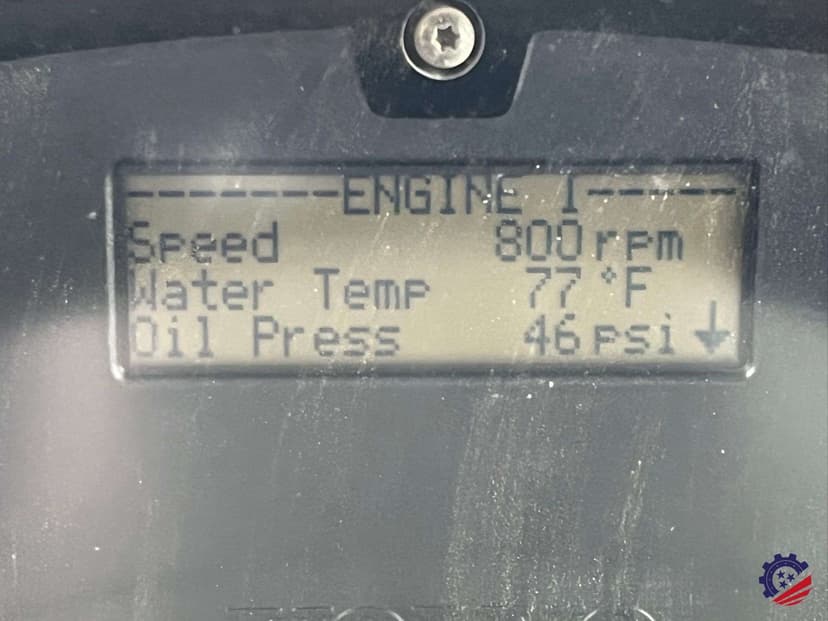 -------ENGINE 1-----
Speed 800 rpm
Water Temp 77 °F
Oil Press 46 psi